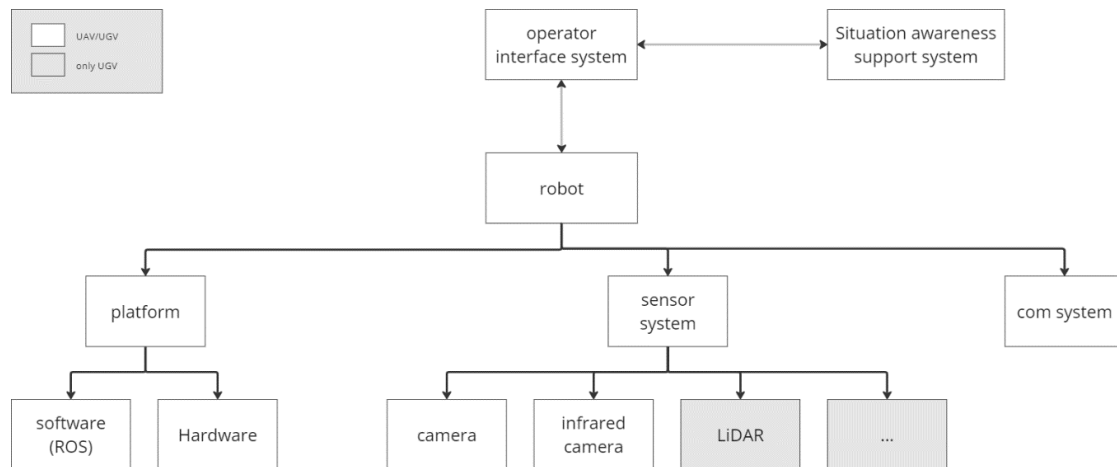 UAV/UGV
only UGV
operator
interface system
Situation awareness
support system
robot
platform
sensor
system
com system
software
(ROS)
Hardware
camera
infrared
camera
LiDAR
...